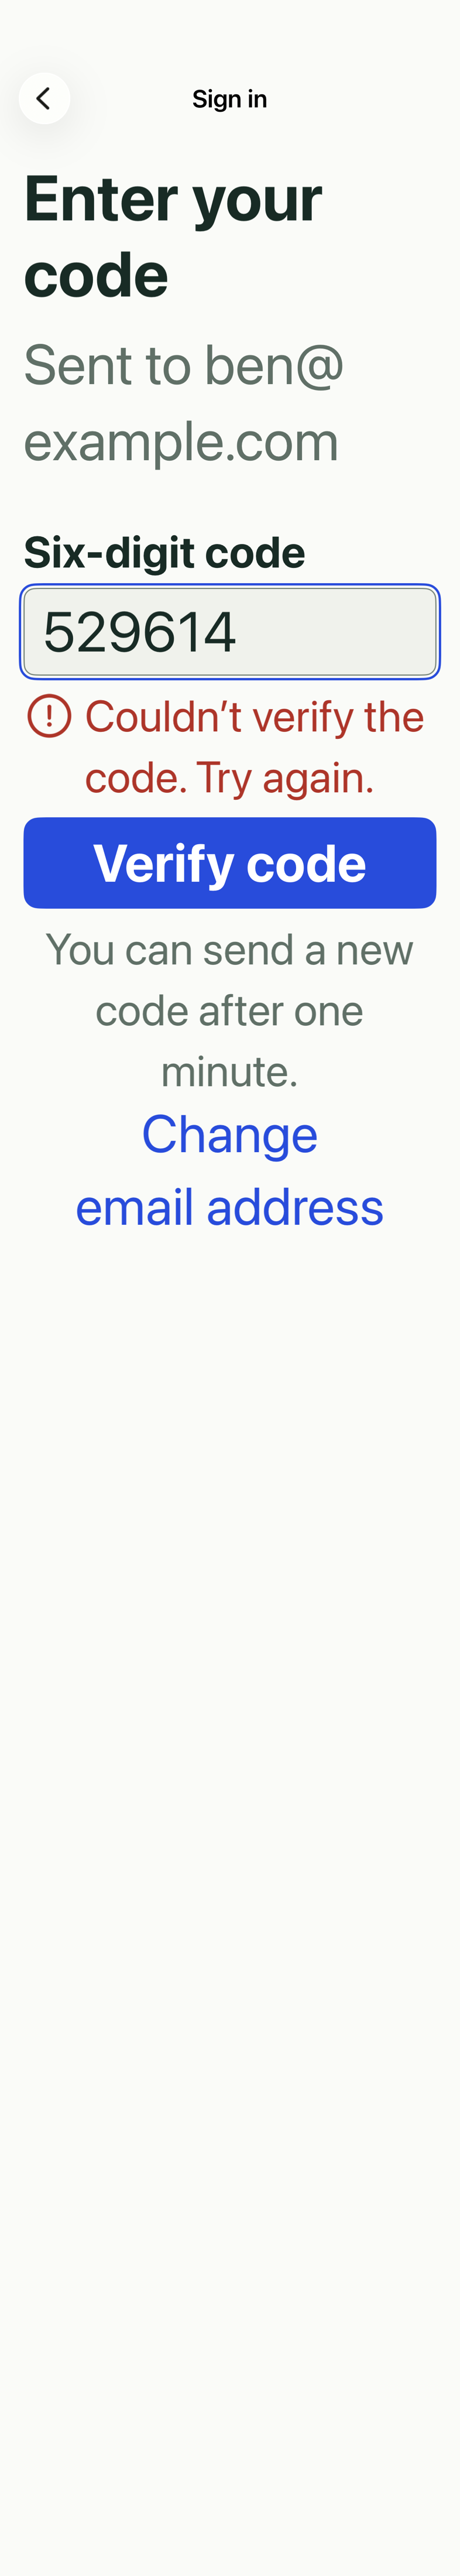 Sign in
Enter your
code
Sent to ben@
example.com
Six-digit code
529614
Couldn’t verify the
code. Try again.
Verify code
You can send a new
code after one
minute.
Change
email address